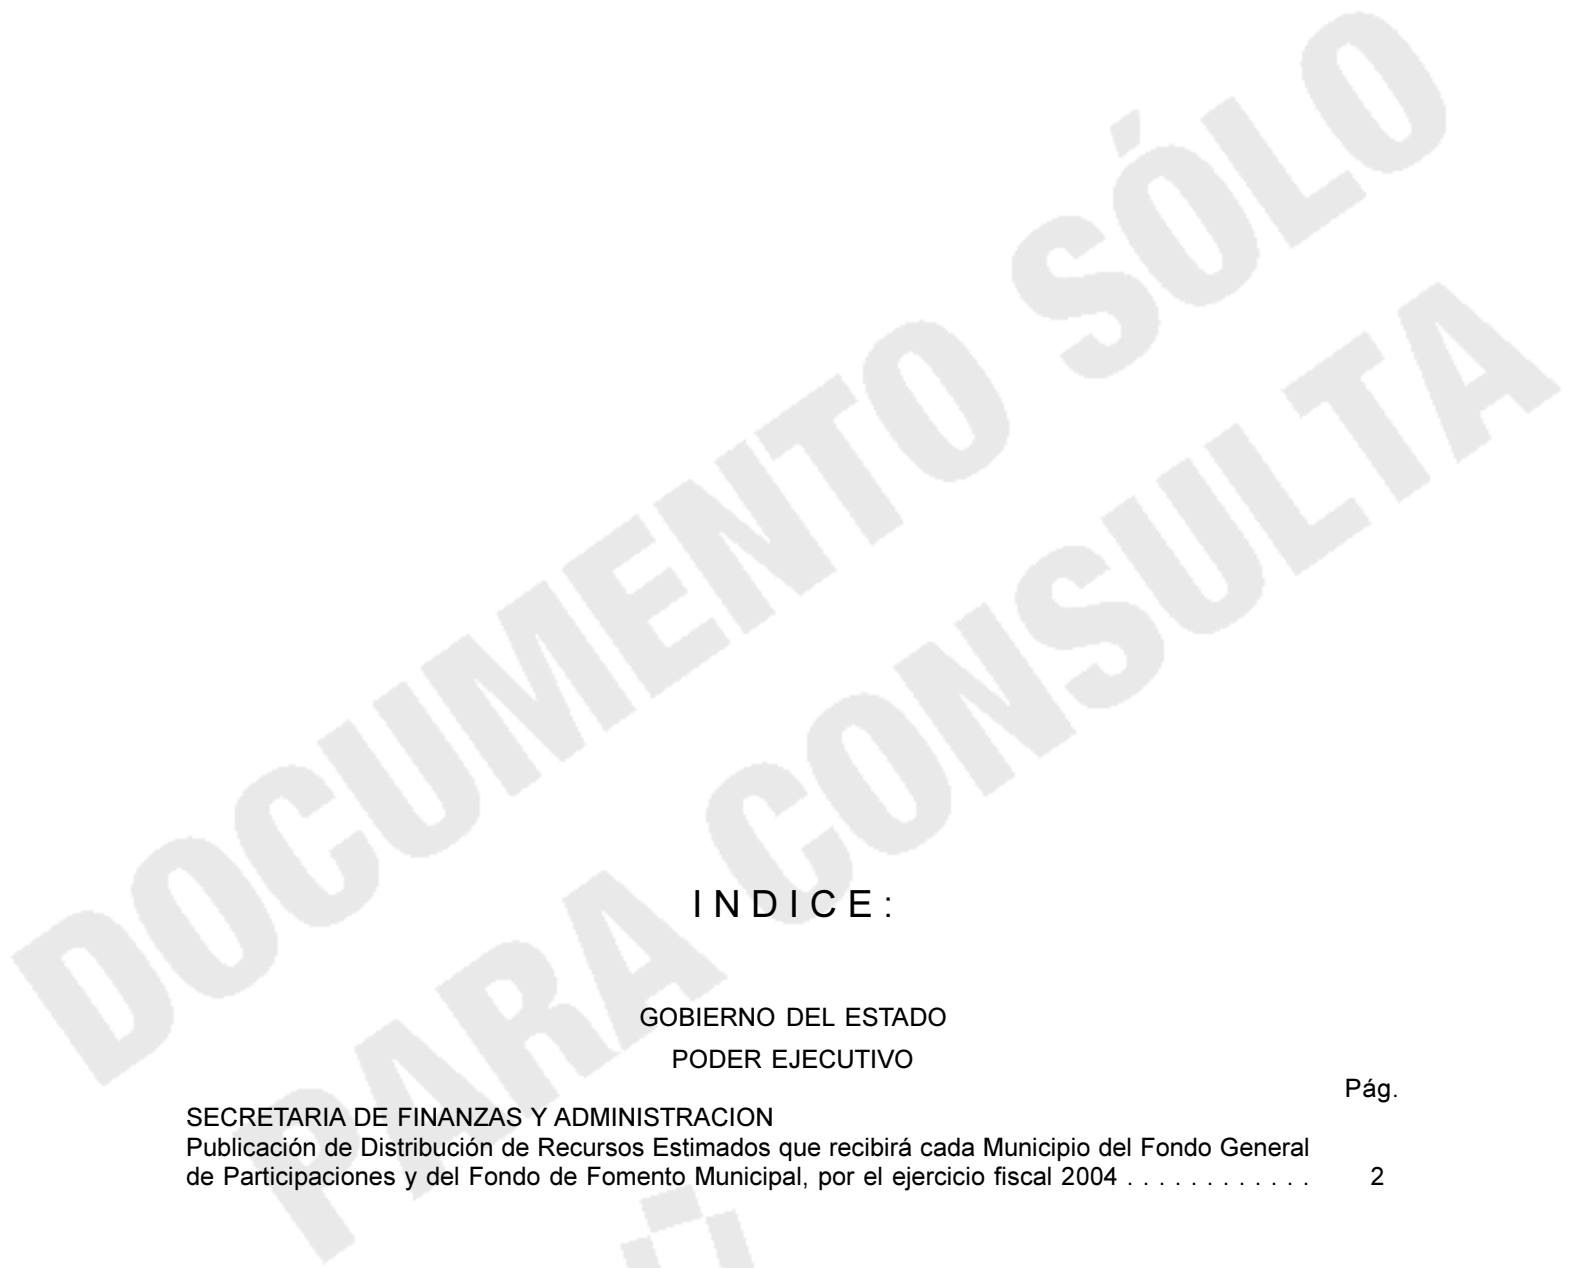 DOCUMENTO SÓLO
PARA CONSULTA
I N D I C E :
GOBIERNO DEL ESTADO
PODER EJECUTIVO
Pág.
SECRETARIA DE FINANZAS Y ADMINISTRACION
Publicación de Distribución de Recursos Estimados que recibirá cada Municipio del Fondo General
de Participaciones y del Fondo de Fomento Municipal, por el ejercicio fiscal 2004 . . . . . . . . . . . . 2